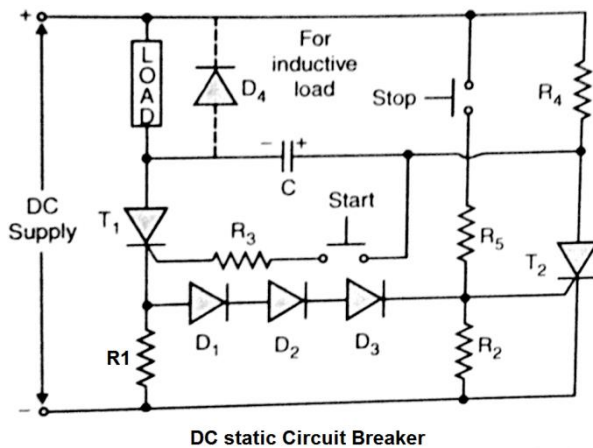 +
For
inductive
load
LOAD
D4
Stop
R4
- +
C
DC
Supply
T1
Start
R3
R5
T2
D1 D2 D3
R1
R2
-
DC static Circuit Breaker